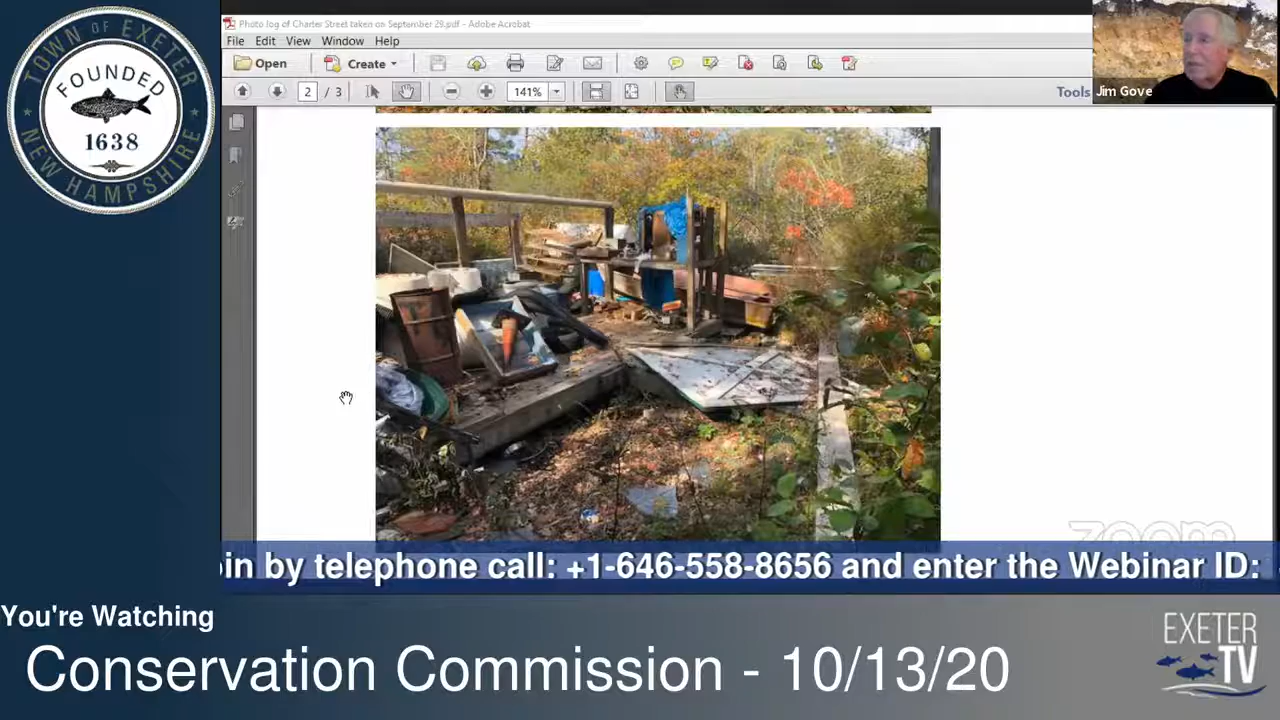 TOWN OF EXETER
FOUNDED
1638
NEW HAMPSHIRE
Photo log of Charter Street taken on September 29.pdf - Adobe Acrobat
File Edit View Window Help
Open Create
2 / 3 141% Tools
Jim Gove
zoom
in by telephone call: +1-646-558-8656 and enter the Webinar ID:
You're Watching
Conservation Commission - 10/13/20
EXETER
TV